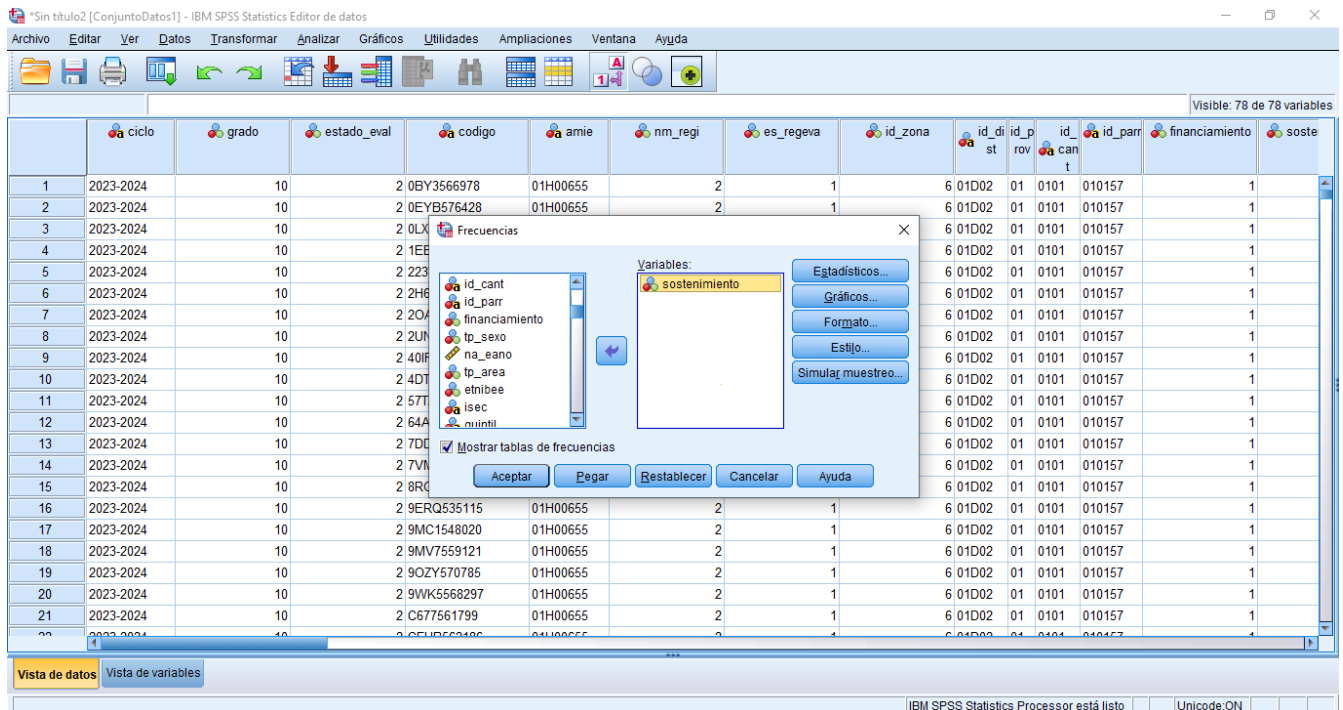 *Sin título2 [ConjuntoDatos1] - IBM SPSS Statistics Editor de datos
Archivo Editar Ver Datos Transformar Analizar Gráficos Utilidades Ampliaciones Ventana Ayuda
Visible: 78 de 78 variables
ciclo grado estado_eval codigo amie nm_regi es_regeva id_zona id_dist id_prov id_cant id_parr financiamiento soste
1 2023-2024 10 2 0BY3566978 01H00655 2 1 6 01D02 01 0101 010157 1
2 2023-2024 10 2 0EYB576428 01H00655 2 1 6 01D02 01 0101 010157 1
3 2023-2024 10 2 0LX 6 01D02 01 0101 010157 1
4 2023-2024 10 2 1EE 6 01D02 01 0101 010157 1
5 2023-2024 10 2 223 6 01D02 01 0101 010157 1
6 2023-2024 10 2 2H6 6 01D02 01 0101 010157 1
7 2023-2024 10 2 2OA 6 01D02 01 0101 010157 1
8 2023-2024 10 2 2UN 6 01D02 01 0101 010157 1
9 2023-2024 10 2 40IF 6 01D02 01 0101 010157 1
10 2023-2024 10 2 4DT 6 01D02 01 0101 010157 1
11 2023-2024 10 2 57T 6 01D02 01 0101 010157 1
12 2023-2024 10 2 64A 6 01D02 01 0101 010157 1
13 2023-2024 10 2 7DD 6 01D02 01 0101 010157 1
14 2023-2024 10 2 7VM 6 01D02 01 0101 010157 1
15 2023-2024 10 2 8RC 6 01D02 01 0101 010157 1
16 2023-2024 10 2 9ERQ535115 01H00655 2 1 6 01D02 01 0101 010157 1
17 2023-2024 10 2 9MC1548020 01H00655 2 1 6 01D02 01 0101 010157 1
18 2023-2024 10 2 9MV7559121 01H00655 2 1 6 01D02 01 0101 010157 1
19 2023-2024 10 2 9OZY570785 01H00655 2 1 6 01D02 01 0101 010157 1
20 2023-2024 10 2 9WK5568297 01H00655 2 1 6 01D02 01 0101 010157 1
21 2023-2024 10 2 C677561799 01H00655 2 1 6 01D02 01 0101 010157 1
Frecuencias
Variables:
id_cant
id_parr
financiamiento
tp_sexo
na_eano
tp_area
etnibee
isec
quintil
sostenimiento
Estadísticos...
Gráficos...
Formato...
Estilo...
Simular muestreo...
Mostrar tablas de frecuencias
Aceptar Pegar Restablecer Cancelar Ayuda
Vista de datos Vista de variables
IBM SPSS Statistics Processor está listo Unicode:ON